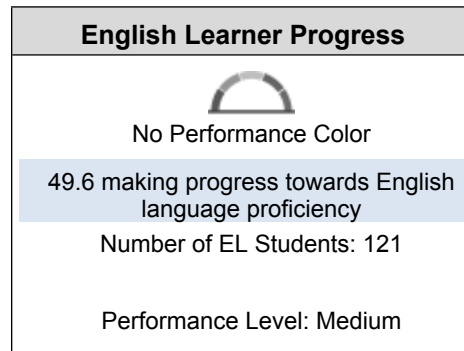 English Learner Progress
No Performance Color
49.6 making progress towards English
language proficiency
Number of EL Students: 121
Performance Level: Medium